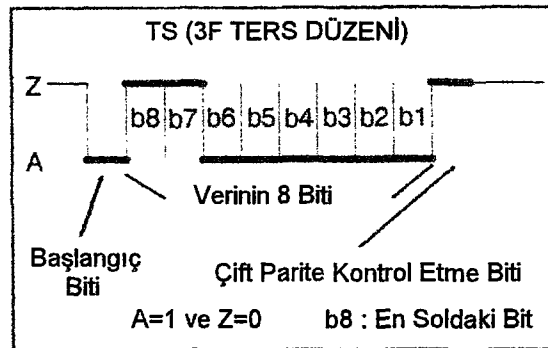 TS (3F TERS DÜZENİ)
Z
b8 b7 b6 b5 b4 b3 b2 b1
A
Verinin 8 Biti
Başlangıç
Biti
Çift Parite Kontrol Etme Biti
A=1 ve Z=0 b8 : En Soldaki Bit